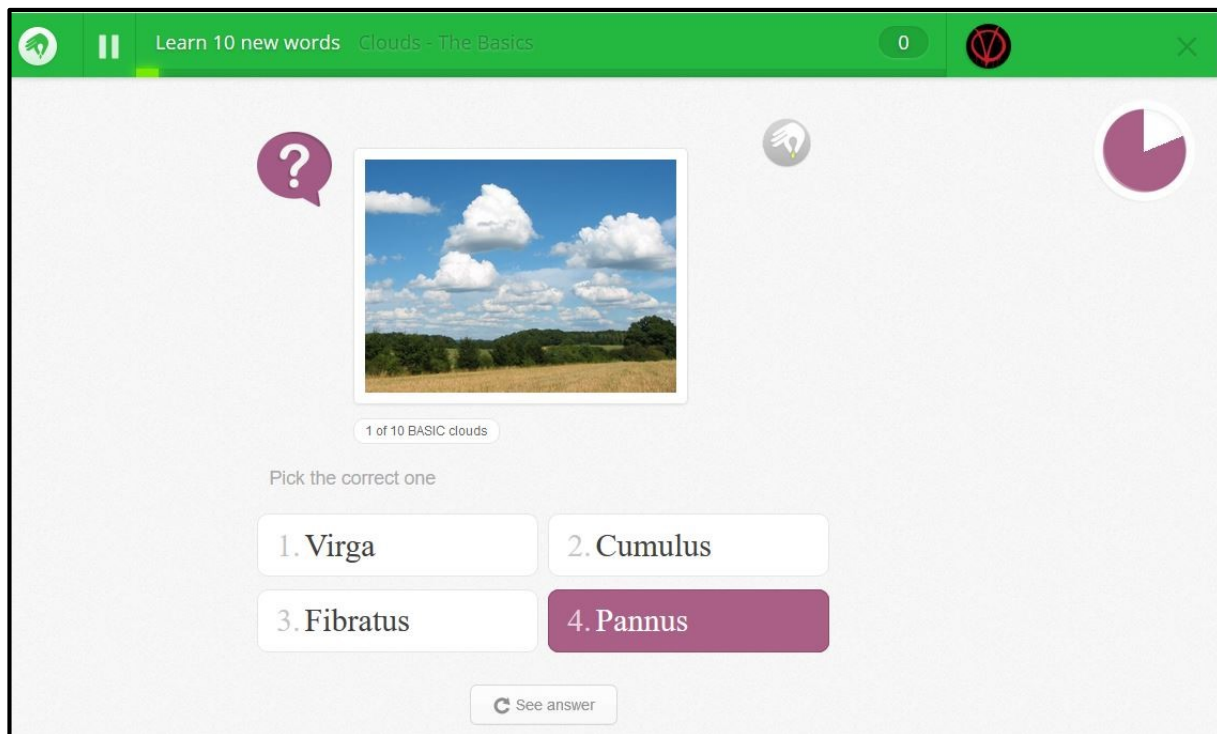 Learn 10 new words Clouds - The Basics 0
?
1 of 10 BASIC clouds
Pick the correct one
1. Virga
2. Cumulus
3. Fibratus
4. Pannus
See answer